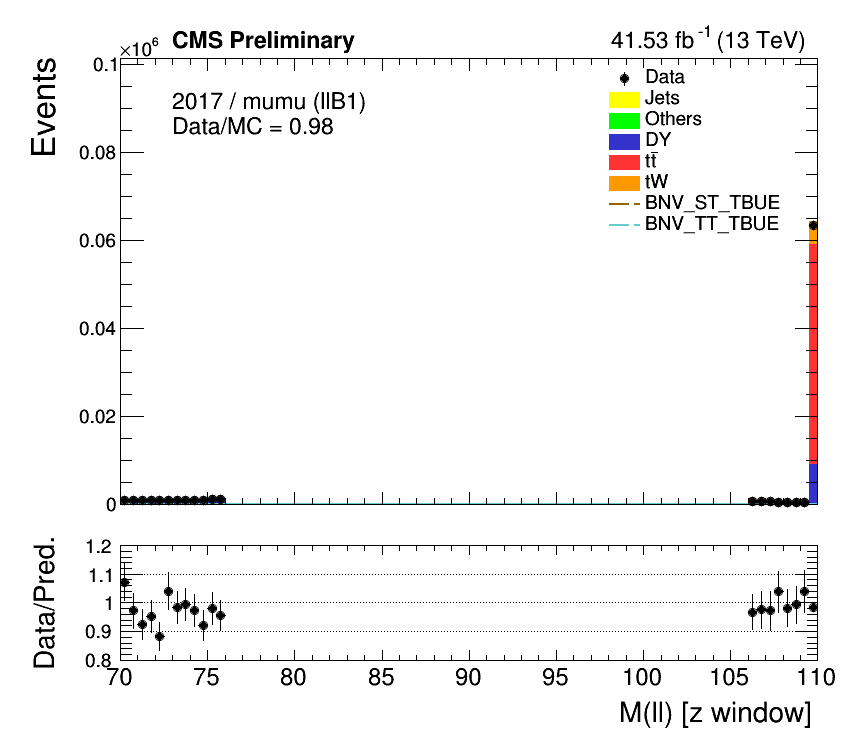 ×10⁶ CMS Preliminary 41.53 fb⁻¹ (13 TeV)
Events
0.1
0.08
0.06
0.04
0.02
0
2017 / mumu (llB1)
Data/MC = 0.98
Data
Jets
Others
DY
tt̄
tW
BNV_ST_TBUE
BNV_TT_TBUE
Data/Pred.
1.2
1.1
1
0.9
0.8
70 75 80 85 90 95 100 105 110
M(ll) [z window]